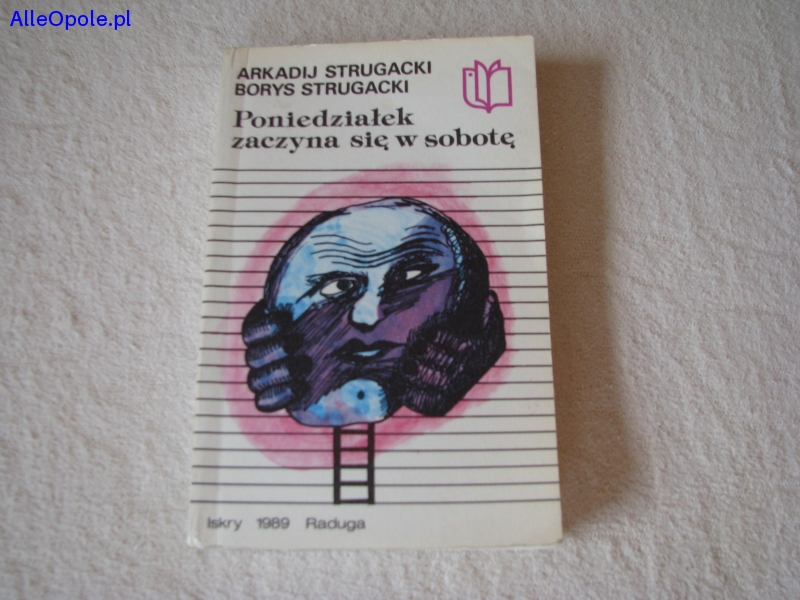 AlleOpole.pl
ARKADIJ STRUGACKI
BORYS STRUGACKI
Poniedziałek
zaczyna się w sobotę
Iskry 1989 Raduga